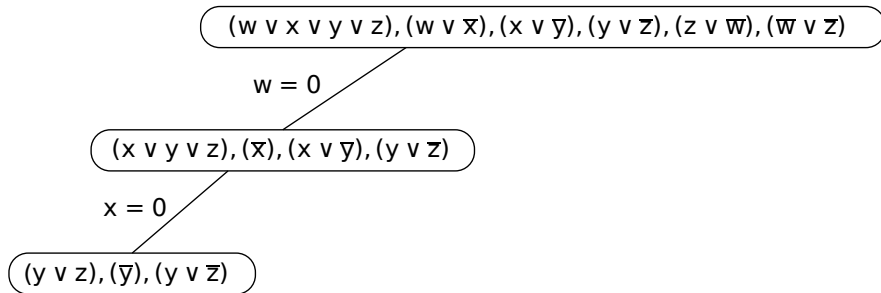 (w ∨ x ∨ y ∨ z), (w ∨ x̅), (x ∨ y̅), (y ∨ z̅), (z ∨ w̅), (w̅ ∨ z̅)
w = 0
(x ∨ y ∨ z), (x̅), (x ∨ y̅), (y ∨ z̅)
x = 0
(y ∨ z), (y̅), (y ∨ z̅)